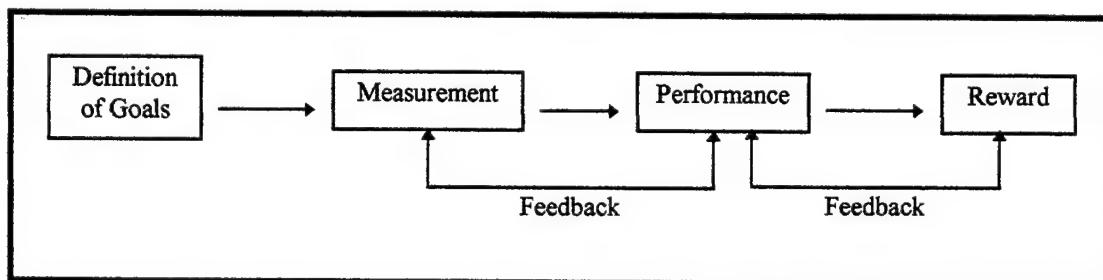 Definition
of Goals
Measurement
Performance
Reward
Feedback
Feedback